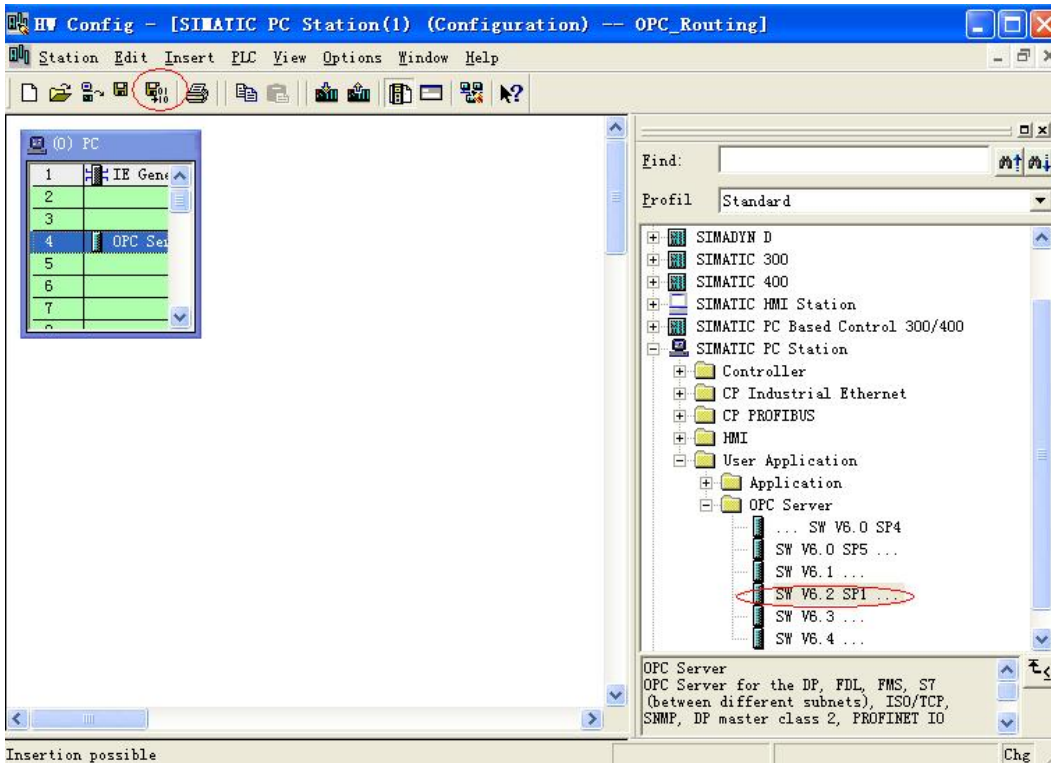 HW Config - [SIMATIC PC Station(1) (Configuration) -- OPC_Routing]
Station Edit Insert PLC View Options Window Help
(0) PC
1 IE Gene
2
3
4 OPC Ser
5
6
7
Find:
Profil Standard
SIMADYN D
SIMATIC 300
SIMATIC 400
SIMATIC HMI Station
SIMATIC PC Based Control 300/400
SIMATIC PC Station
Controller
CP Industrial Ethernet
CP PROFIBUS
HMI
User Application
Application
OPC Server
... SW V6.0 SP4
SW V6.0 SP5 ...
SW V6.1 ...
SW V6.2 SP1 ...
SW V6.3 ...
SW V6.4 ...
OPC Server
OPC Server for the DP, FDL, FMS, S7
(between different subnets), ISO/TCP,
SNMP, DP master class 2, PROFINET IO
Insertion possible
Chg